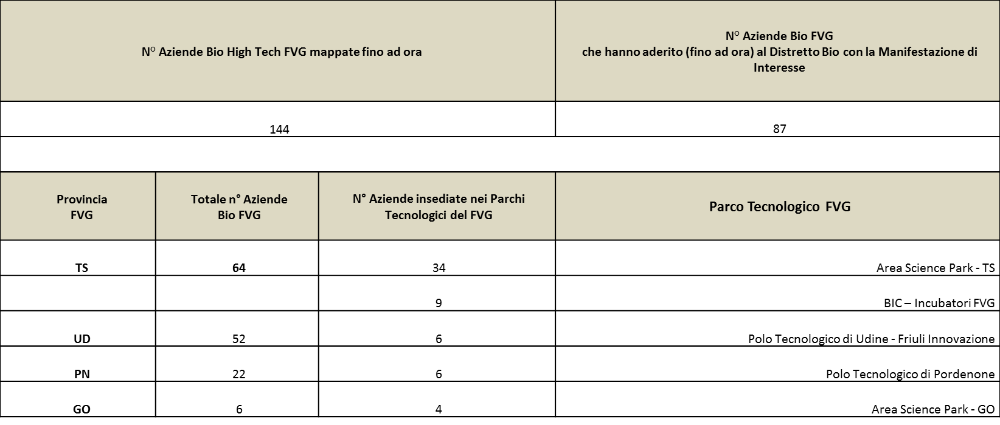 N° Aziende Bio High Tech FVG mappate fino ad ora
N° Aziende Bio FVG
che hanno aderito (fino ad ora) al Distretto Bio con la Manifestazione di
Interesse
144
87
Provincia
FVG
Totale n° Aziende
Bio FVG
N° Aziende insediate nei Parchi
Tecnologici del FVG
Parco Tecnologico FVG
TS
64
34
Area Science Park - TS
9
BIC – Incubatori FVG
UD
52
6
Polo Tecnologico di Udine - Friuli Innovazione
PN
22
6
Polo Tecnologico di Pordenone
GO
6
4
Area Science Park - GO